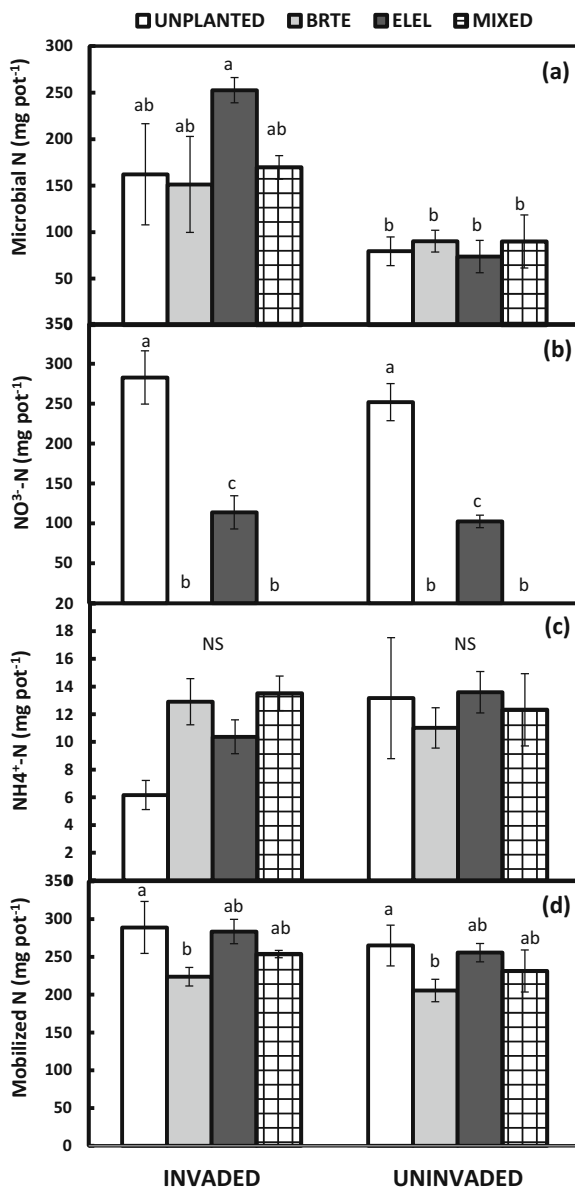 UNPLANTED BRTE ELEL MIXED
(a)
Microbial N (mg pot⁻¹)
300
250
200
150
100
50
0
ab
ab
a
ab
b
b
b
b
(b)
NO³⁻-N (mg pot⁻¹)
350
300
250
200
150
100
50
0
a
b
c
b
a
b
c
b
(c)
NH4⁺-N (mg pot⁻¹)
20
18
16
14
12
10
8
6
4
2
0
NS
NS
(d)
Mobilized N (mg pot⁻¹)
350
300
250
200
150
100
50
0
a
b
ab
ab
a
b
ab
ab
INVADED UNINVADED